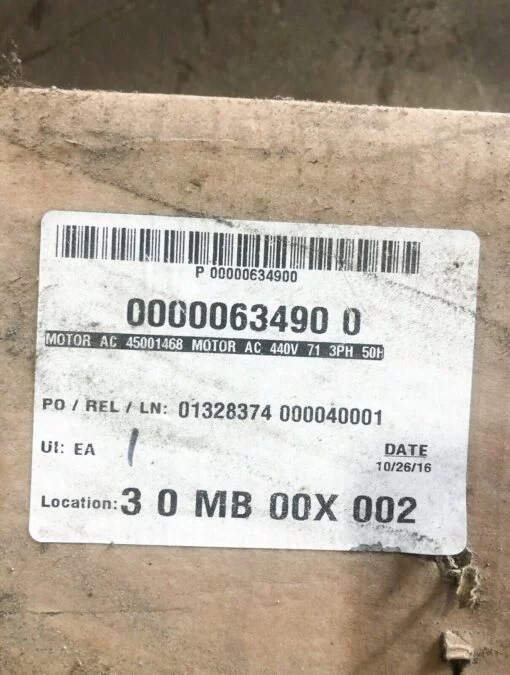 P 00000634900
0000063490 0
MOTOR AC 45001468 MOTOR AC 440V 71 3PH 50H
PO / REL / LN: 01328374 000040001
UI: EA 1
DATE
10/26/16
Location: 3 0 MB 00X 002